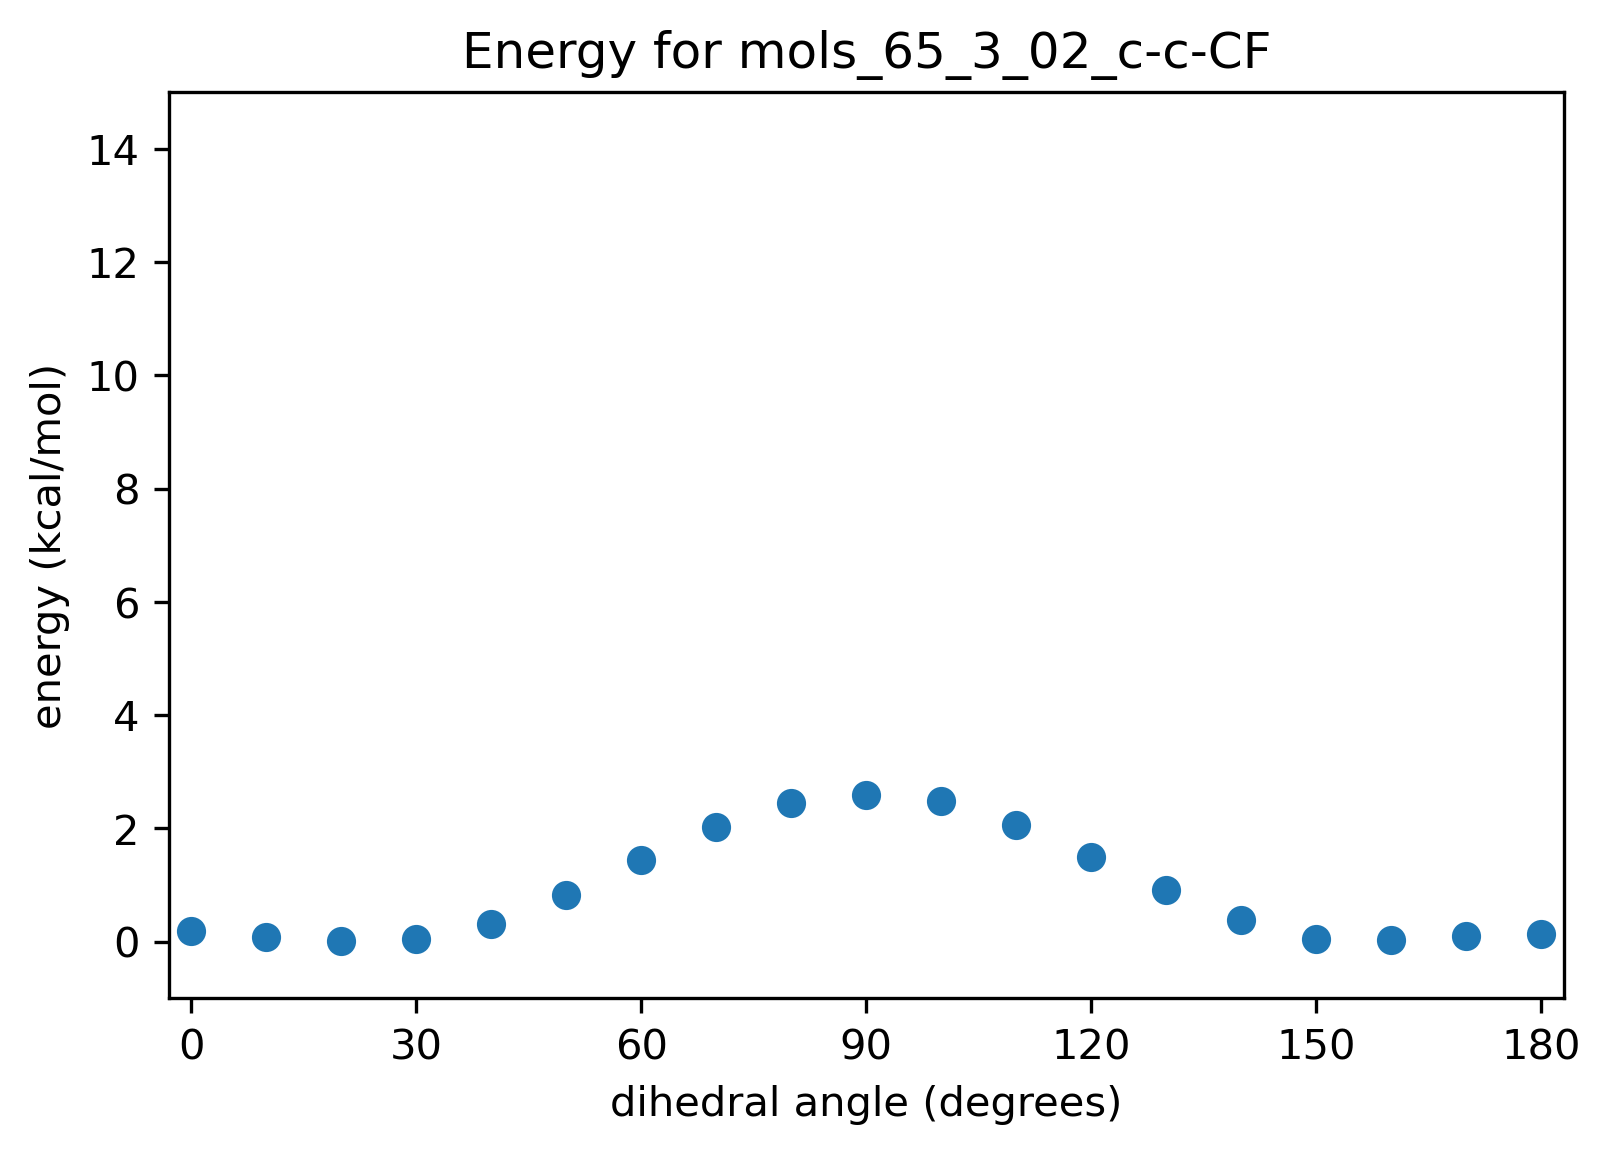 Energy for mols_65_3_02_c-c-CF
14
12
10
8
6
4
2
0
energy (kcal/mol)
0 30 60 90 120 150 180
dihedral angle (degrees)